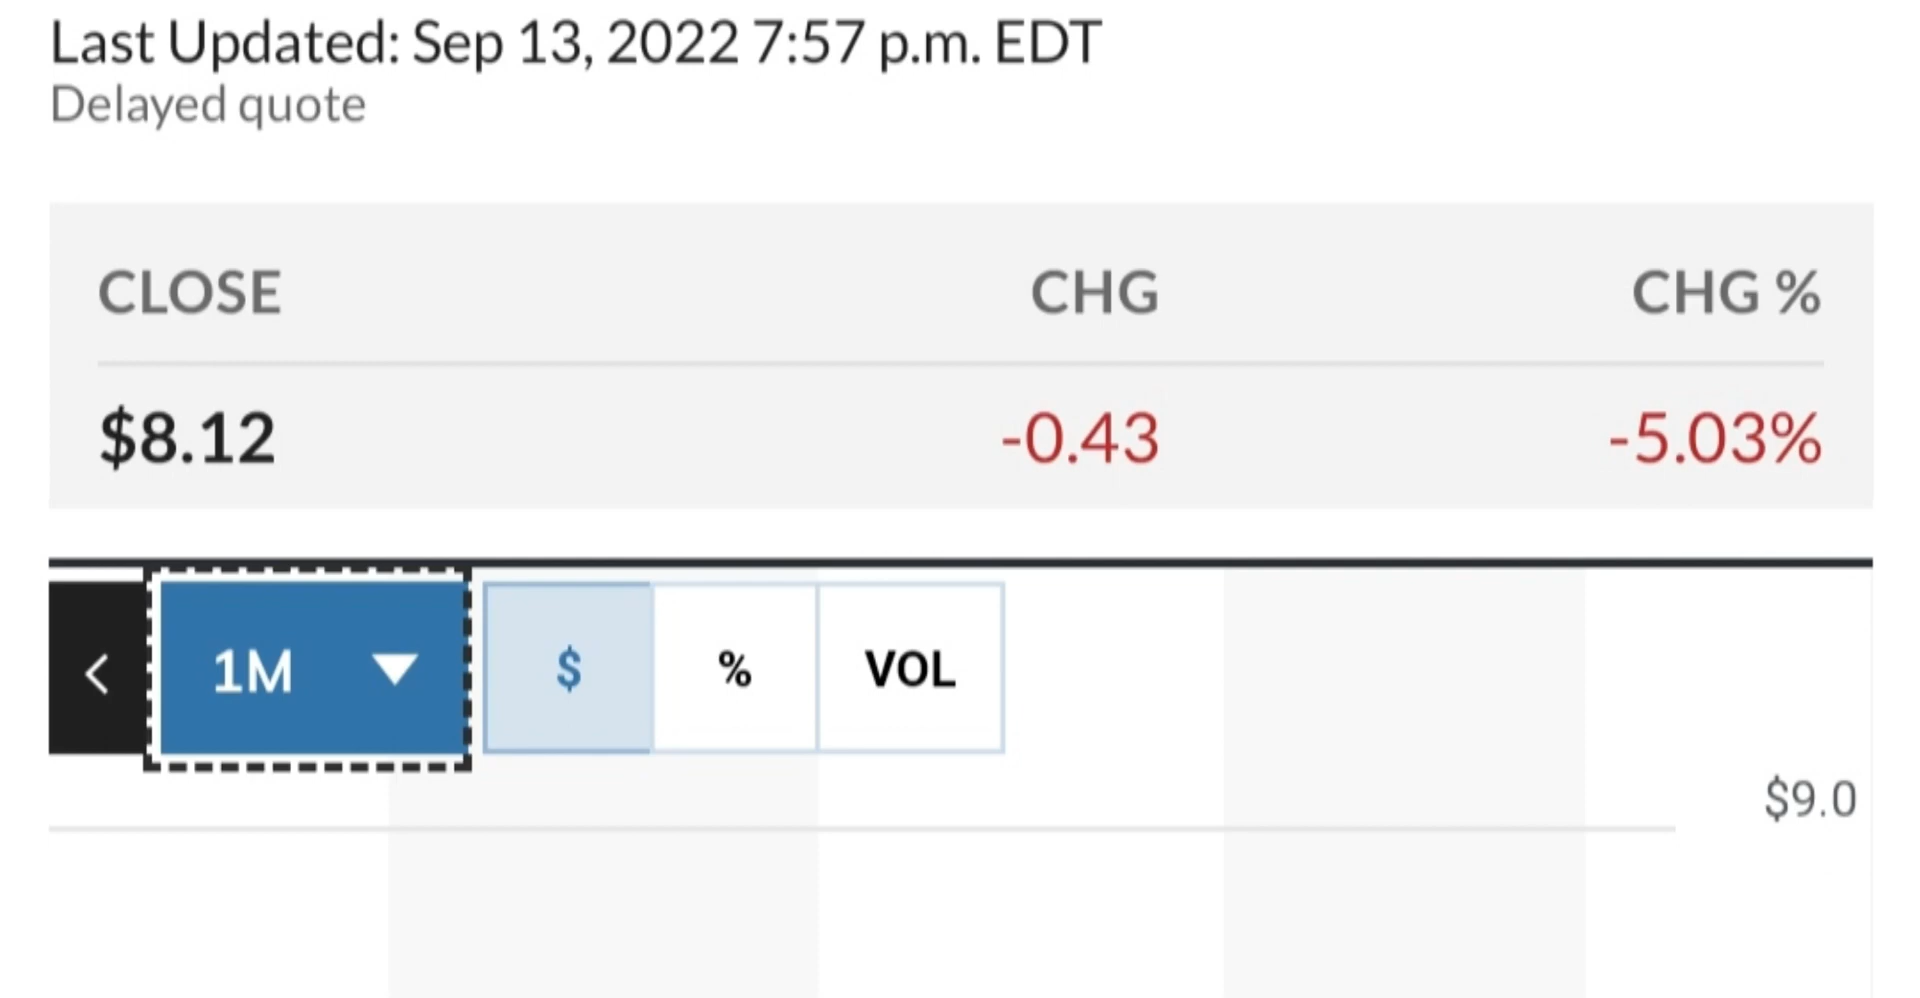 Last Updated: Sep 13, 2022 7:57 p.m. EDT
Delayed quote
CLOSE CHG CHG %
$8.12 -0.43 -5.03%
1M $ % VOL
$9.0